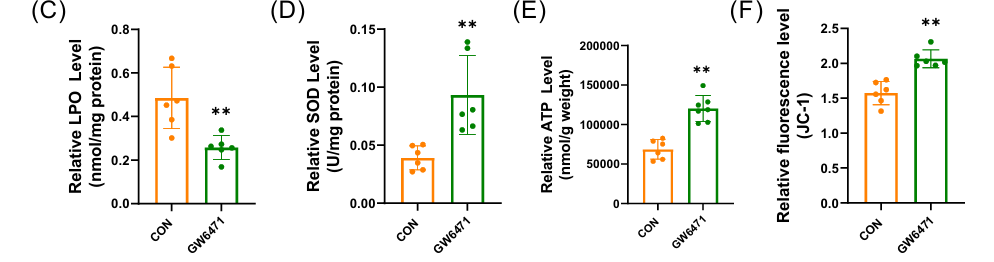 (C)
Relative LPO Level
(nmol/mg protein)
0.8
0.6
0.4
0.2
0.0
**
CON
GW6471
(D)
Relative SOD Level
(U/mg protein)
0.15
0.10
0.05
0.00
**
CON
GW6471
(E)
Relative ATP Level
(nmol/g weight)
200000
150000
100000
50000
0
**
CON
GW6471
(F)
Relative fluorescence level
(JC-1)
2.5
2.0
1.5
1.0
0.5
0.0
**
CON
GW6471